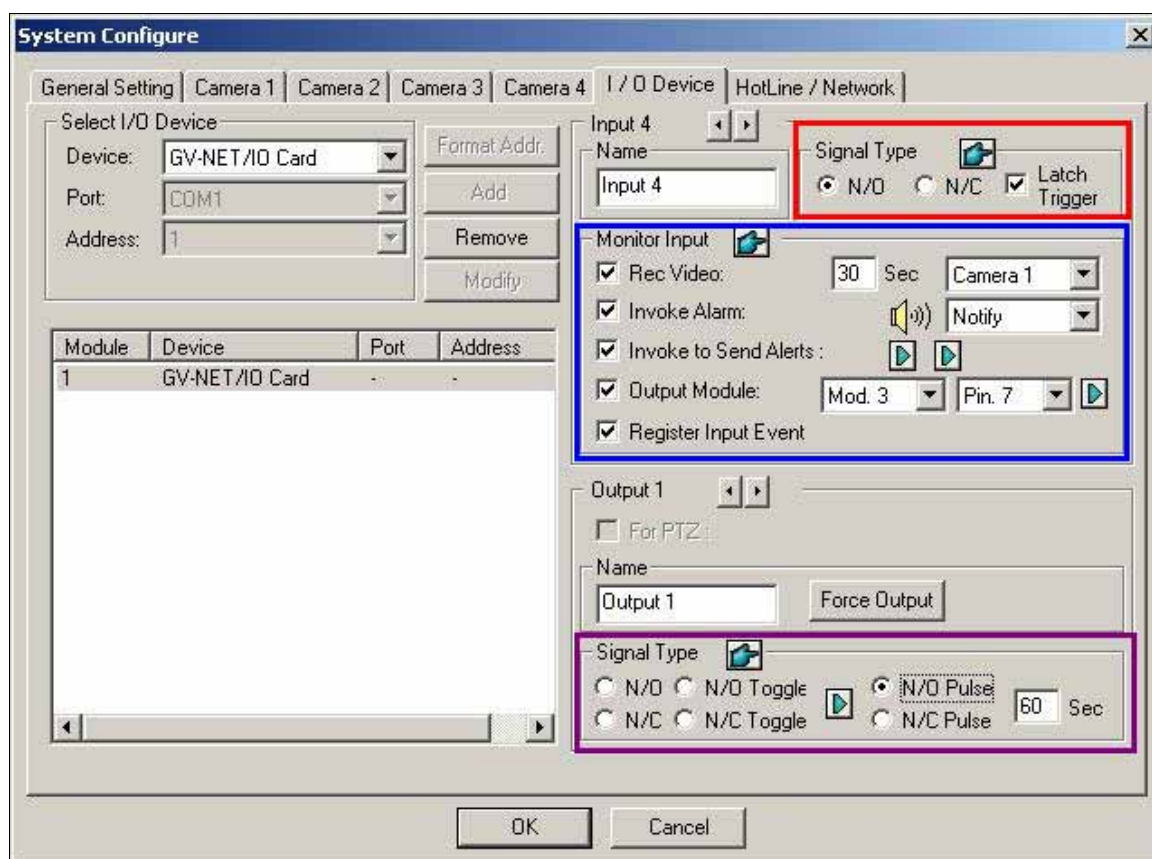 System Configure
General Setting
Camera 1
Camera 2
Camera 3
Camera 4
I / O Device
HotLine / Network
Select I/O Device
Device:
GV-NET/IO Card
Port:
COM1
Address:
1
Format Addr.
Add
Remove
Modify
Module
Device
Port
Address
1
GV-NET/IO Card
-
-
Input 4
Name
Input 4
Signal Type
N/O
N/C
Latch
Trigger
Monitor Input
Rec Video:
30
Sec
Camera 1
Invoke Alarm:
Notify
Invoke to Send Alerts :
Output Module:
Mod. 3
Pin. 7
Register Input Event
Output 1
For PTZ :
Name
Output 1
Force Output
Signal Type
N/O
N/O Toggle
N/O Pulse
N/C
N/C Toggle
N/C Pulse
60
Sec
OK
Cancel